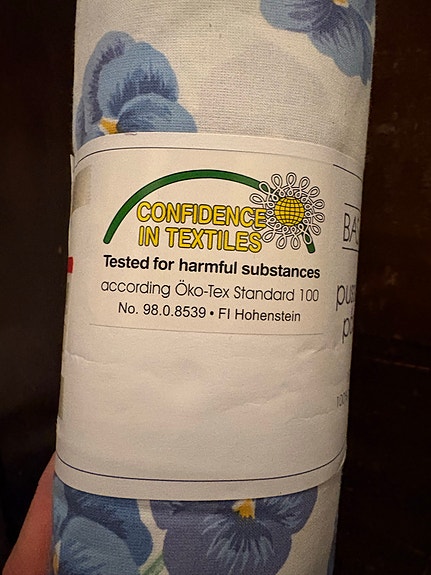 CONFIDENCE
IN TEXTILES
Tested for harmful substances
according Öko-Tex Standard 100
No. 98.0.8539 • FI Hohenstein